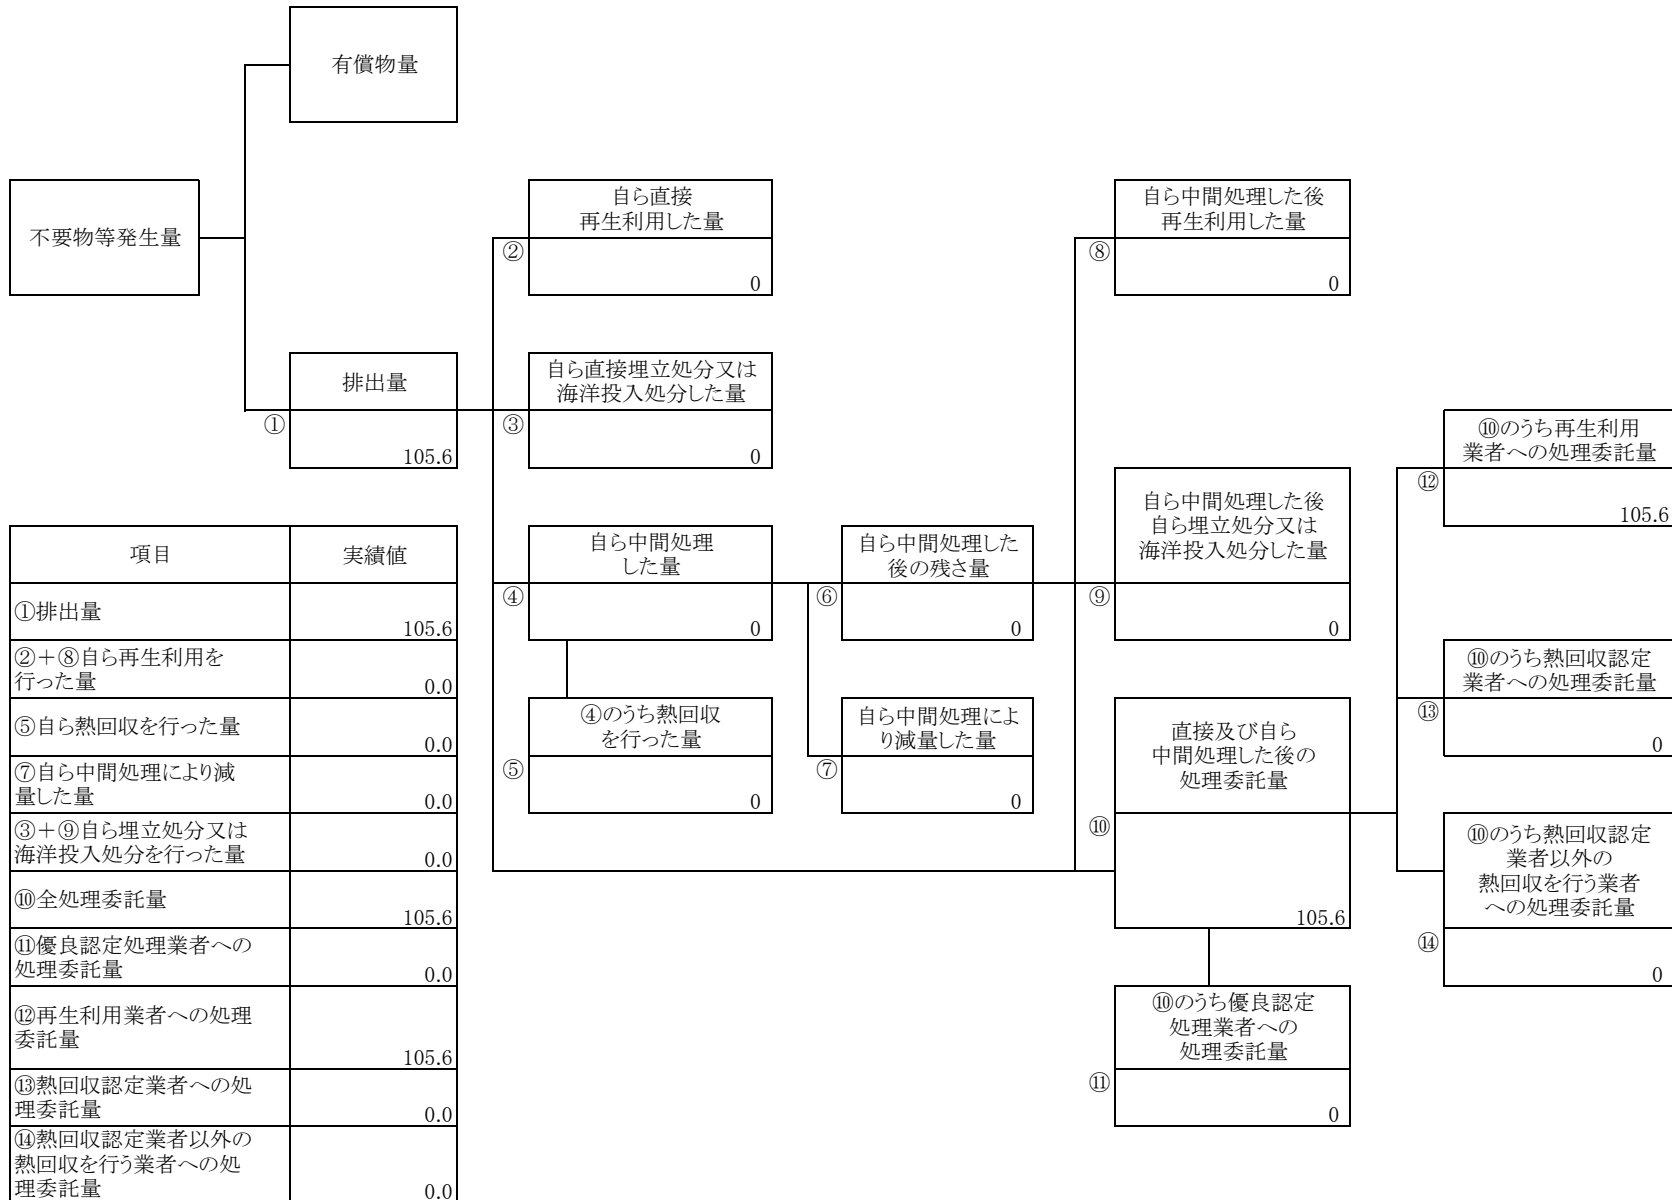 有償物量
不要物等発生量
排出量
①
105.6
自ら直接
再生利用した量
②
0
自ら直接埋立処分又は
海洋投入処分した量
③
0
自ら中間処理
した量
④
0
④のうち熱回収
を行った量
⑤
0
自ら中間処理した
後の残さ量
⑥
0
自ら中間処理によ
り減量した量
⑦
0
自ら中間処理した後
再生利用した量
⑧
0
自ら中間処理した後
自ら埋立処分又は
海洋投入処分した量
⑨
0
直接及び自ら
中間処理した後の
処理委託量
⑩
105.6
⑩のうち優良認定
処理業者への
処理委託量
⑪
0
⑩のうち再生利用
業者への処理委託量
⑫
105.6
⑩のうち熱回収認定
業者への処理委託量
⑬
0
⑩のうち熱回収認定
業者以外の
熱回収を行う業者
への処理委託量
⑭
0
項目 実績値
①排出量
105.6
②+⑧自ら再生利用を
行った量 0.0
⑤自ら熱回収を行った量
0.0
⑦自ら中間処理により減
量した量 0.0
③+⑨自ら埋立処分又は
海洋投入処分を行った量 0.0
⑩全処理委託量
105.6
⑪優良認定処理業者への
処理委託量 0.0
⑫再生利用業者への処理
委託量
105.6
⑬熱回収認定業者への処
理委託量 0.0
⑭熱回収認定業者以外の
熱回収を行う業者への処
理委託量 0.0